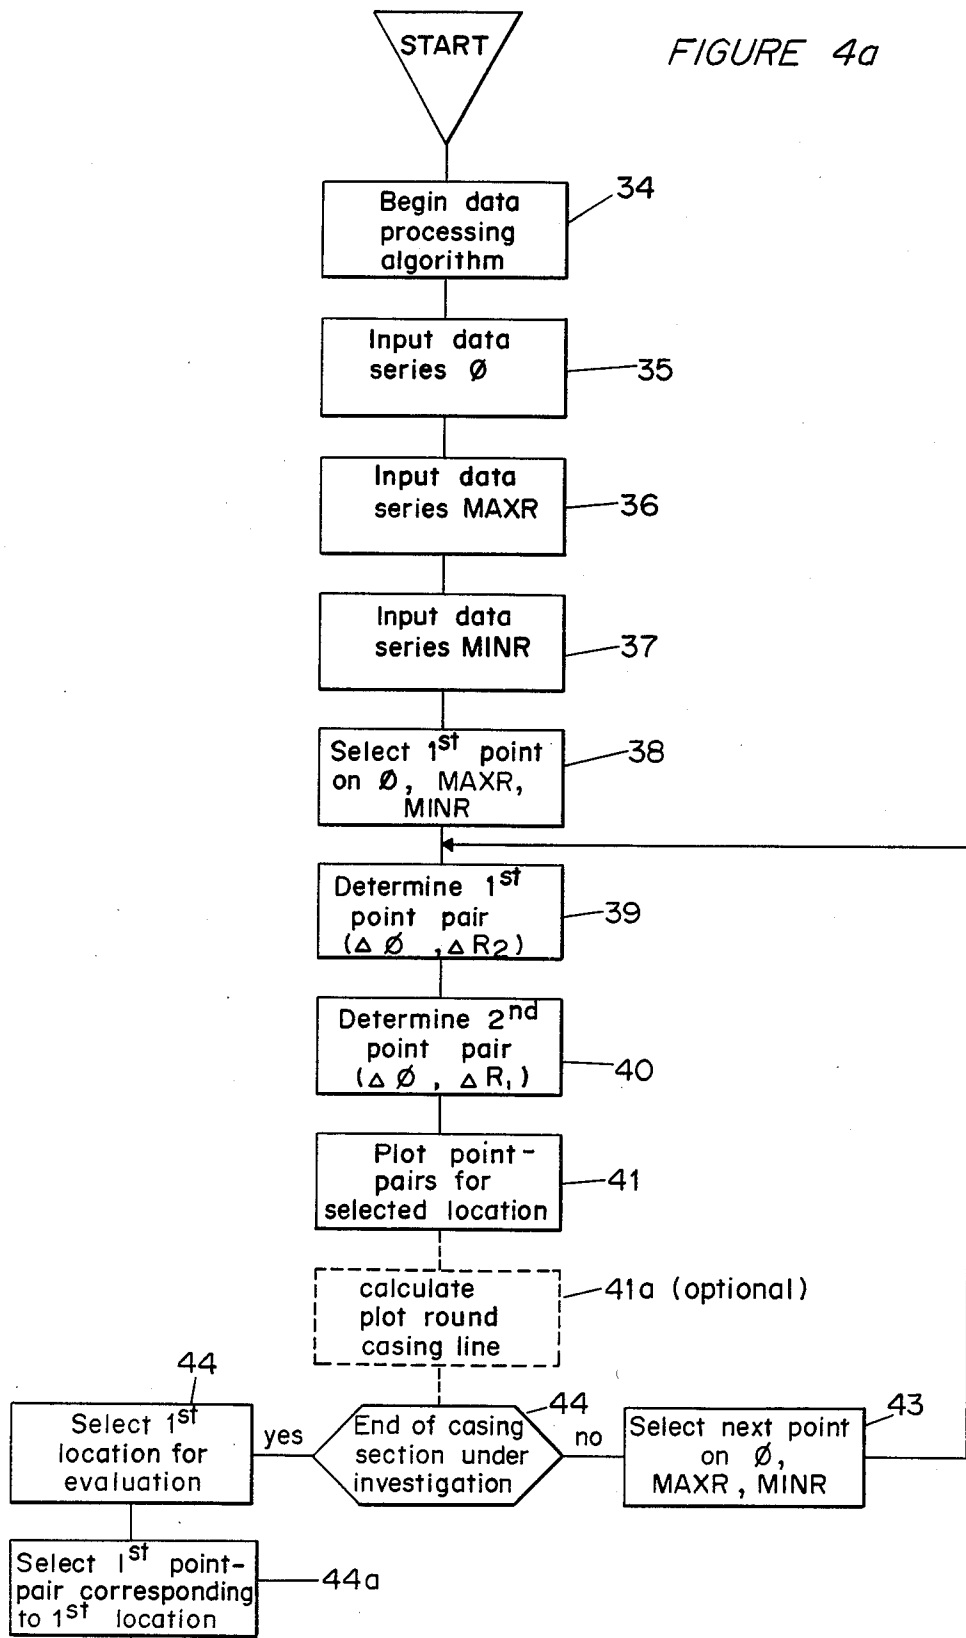 START
FIGURE 4a
Begin data
processing
algorithm
34
Input data
series Ø
35
Input data
series MAXR
36
Input data
series MINR
37
Select 1st point
on Ø, MAXR,
MINR
38
Determine 1st
point pair
(△ Ø , △ R2)
39
Determine 2nd
point pair
(△ Ø , △ R1)
40
Plot point-
pairs for
selected location
41
calculate
plot round
casing line
41a (optional)
44
Select 1st
location for
evaluation
yes
End of casing
section under
investigation
44
no
Select next point
on Ø,
MAXR, MINR
43
Select 1st point-
pair corresponding
to 1st location
44a